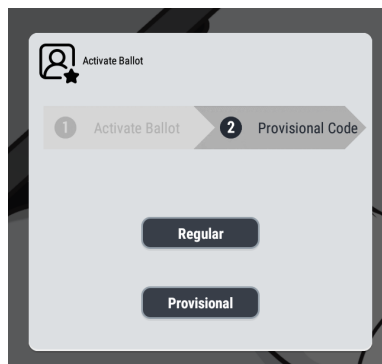 Activate Ballot
1 Activate Ballot 2 Provisional Code
Regular
Provisional